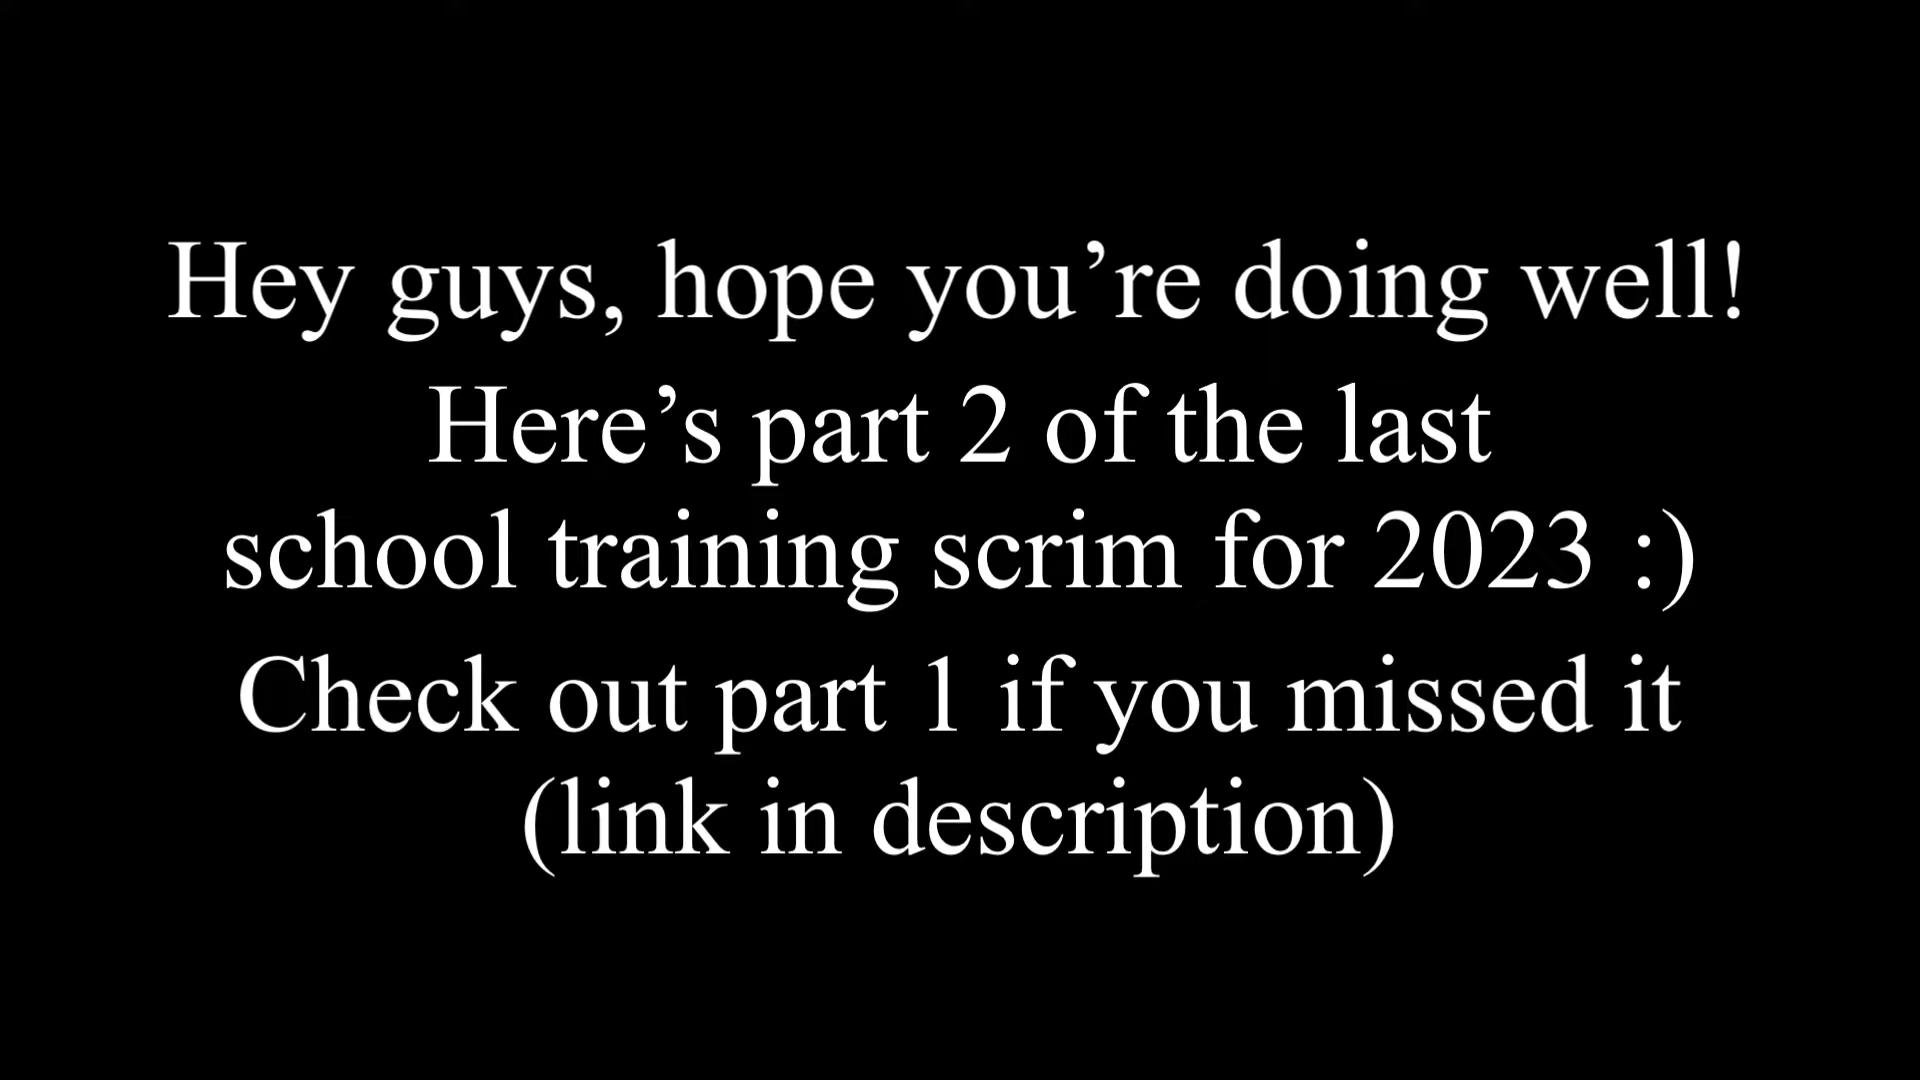 Hey guys, hope you’re doing well!
Here’s part 2 of the last
school training scrim for 2023 :)
Check out part 1 if you missed it
(link in description)